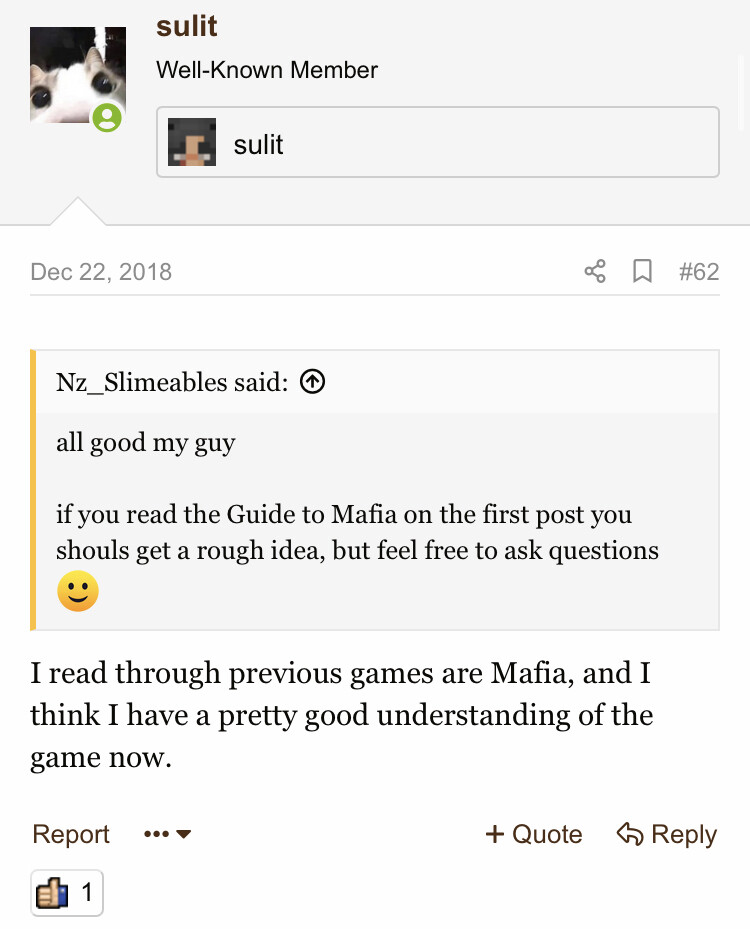 sulit
Well-Known Member
sulit
Dec 22, 2018
#62
Nz_Slimeables said:
all good my guy
if you read the Guide to Mafia on the first post you
shouls get a rough idea, but feel free to ask questions
I read through previous games are Mafia, and I
think I have a pretty good understanding of the
game now.
Report
+ Quote
Reply
1